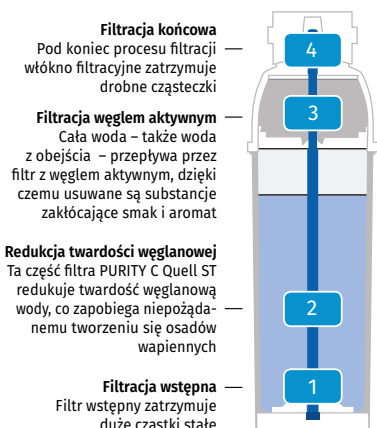 Filtracja końcowa
Pod koniec procesu filtracji
włókno filtracyjne zatrzymuje
drobne cząsteczki
4
Filtracja węglem aktywnym
Cała woda – także woda
z obejścia – przepływa przez
filtr z węglem aktywnym, dzięki
czemu usuwane są substancje
zakłócające smak i aromat
3
Redukcja twardości węglanowej
Ta część filtra PURITY C Quell ST
redukuje twardość węglanową
wody, co zapobiega niepożąda-
nemu tworzeniu się osadów
wapiennych
2
Filtracja wstępna
Filtr wstępny zatrzymuje
duże cząstki stałe
1